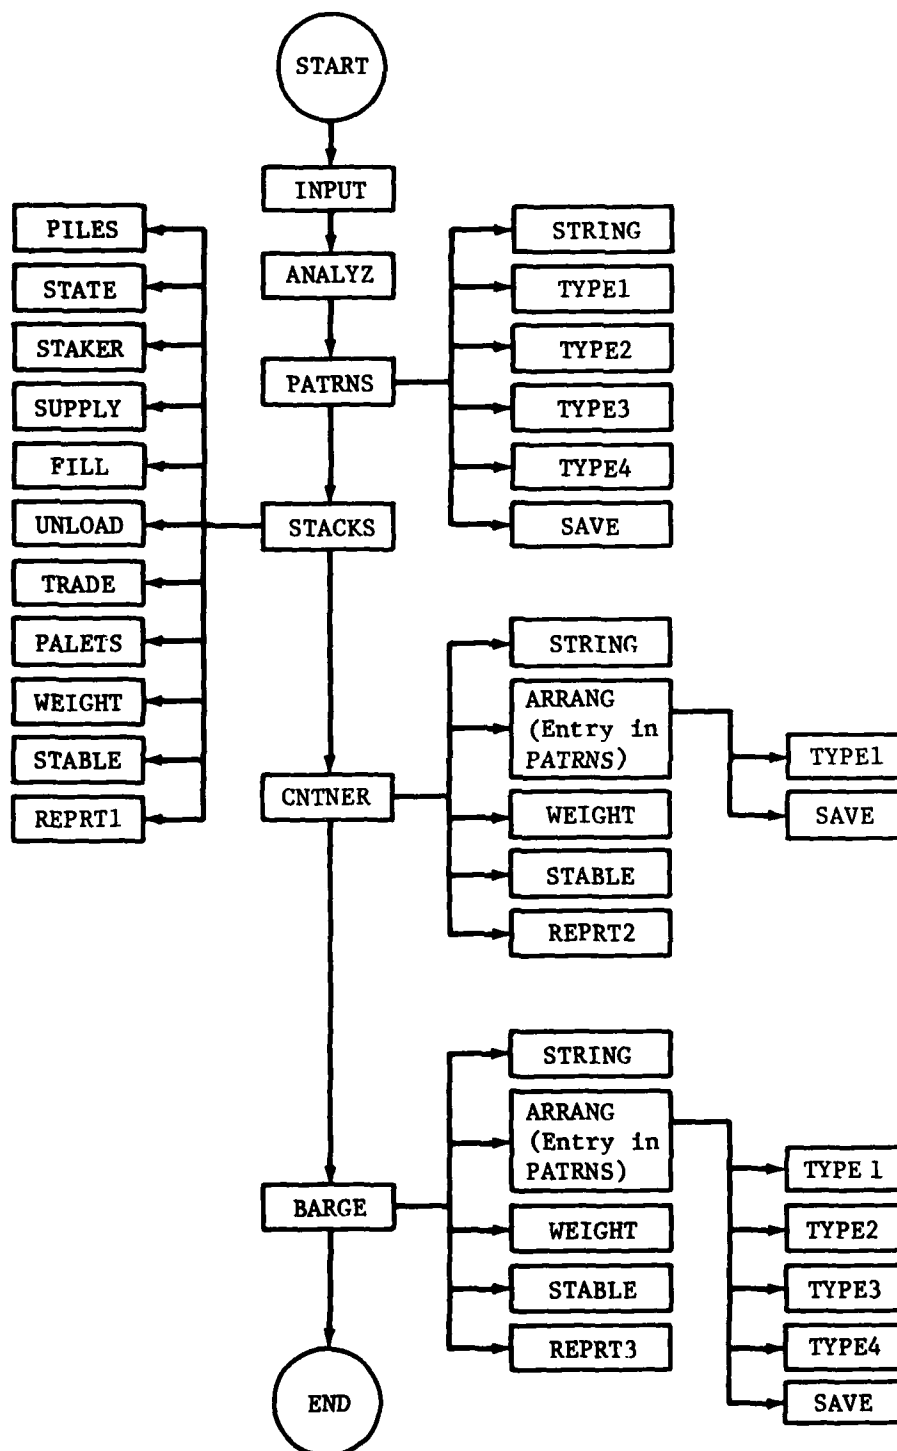 START
INPUT
ANALYZ
PATRNS
STACKS
CNTNER
BARGE
END
PILES
STATE
STAKER
SUPPLY
FILL
UNLOAD
TRADE
PALETS
WEIGHT
STABLE
REPRT1
STRING
TYPE1
TYPE2
TYPE3
TYPE4
SAVE
STRING
ARRANG
(Entry in
PATRNS)
WEIGHT
STABLE
REPRT2
TYPE1
SAVE
STRING
ARRANG
(Entry in
PATRNS)
WEIGHT
STABLE
REPRT3
TYPE 1
TYPE2
TYPE3
TYPE4
SAVE